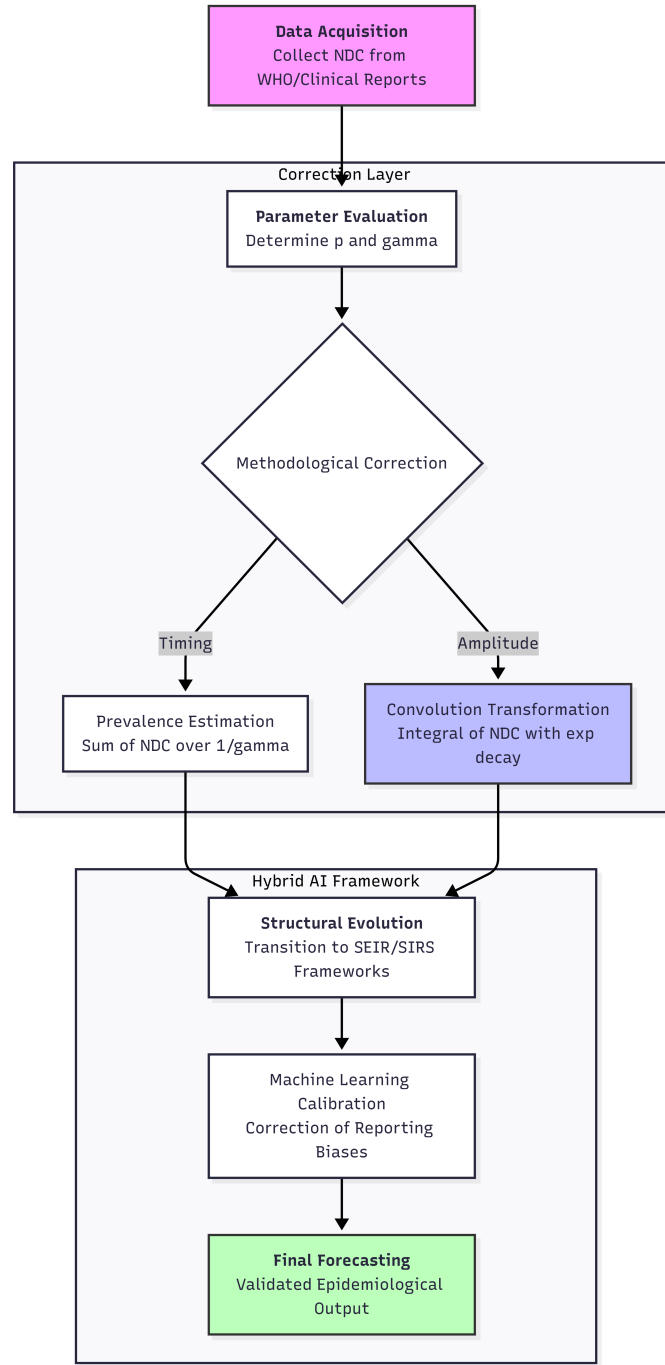 Data Acquisition
Collect NDC from
WHO/Clinical Reports
Correction Layer
Parameter Evaluation
Determine p and gamma
Methodological Correction
Timing
Amplitude
Prevalence Estimation
Sum of NDC over 1/gamma
Convolution Transformation
Integral of NDC with exp
decay
Hybrid AI Framework
Structural Evolution
Transition to SEIR/SIRS
Frameworks
Machine Learning
Calibration
Correction of Reporting
Biases
Final Forecasting
Validated Epidemiological
Output